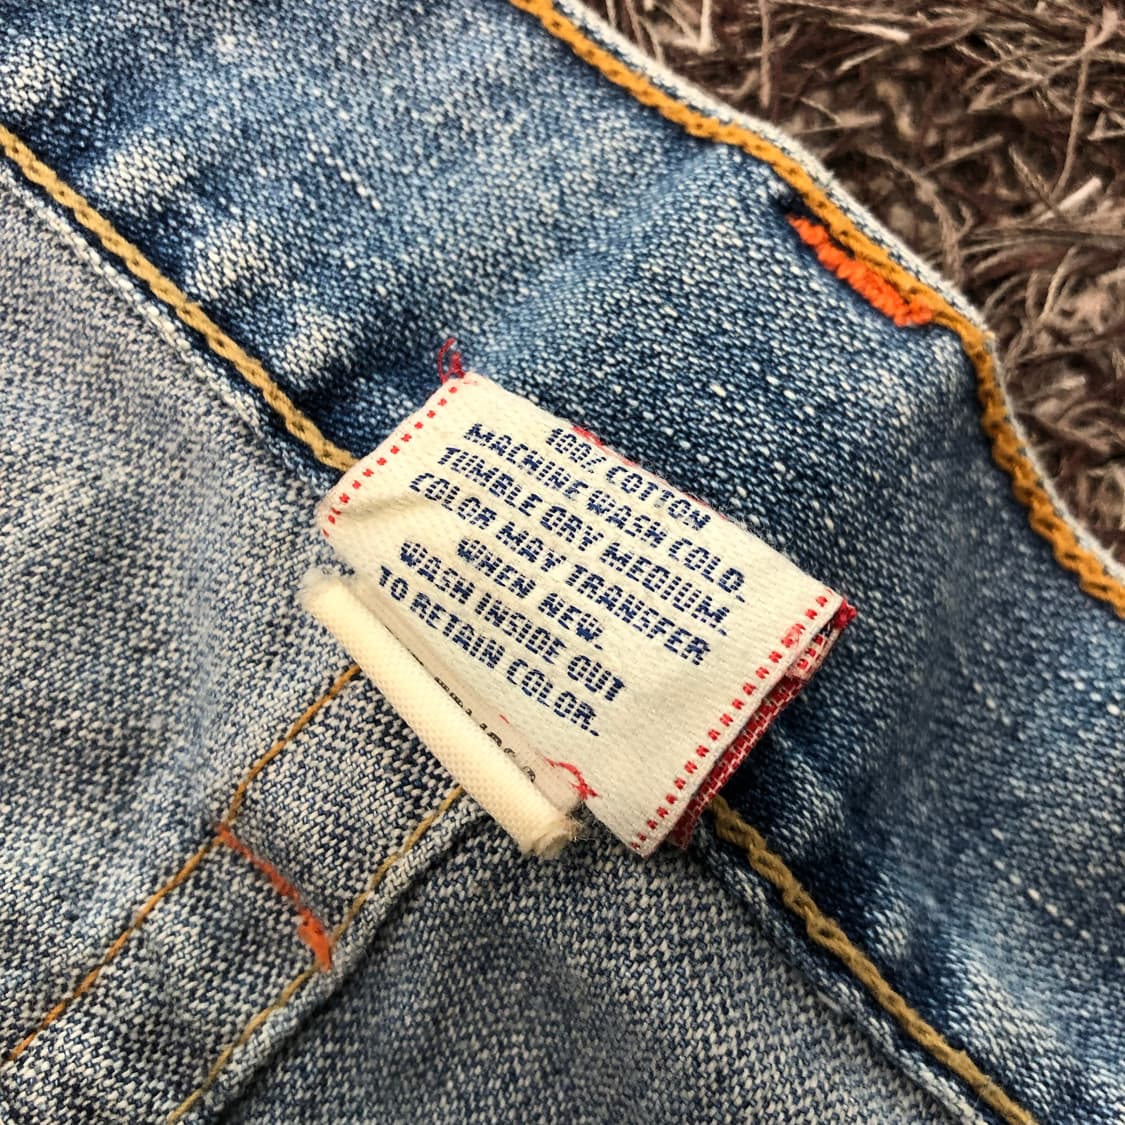 100% COTTON
MACHINE WASH COLD
TUMBLE DRY MEDIUM.
COLOR MAY TRANSFER
WHEN NEW.
WASH INSIDE OUT
TO RETAIN COLOR.